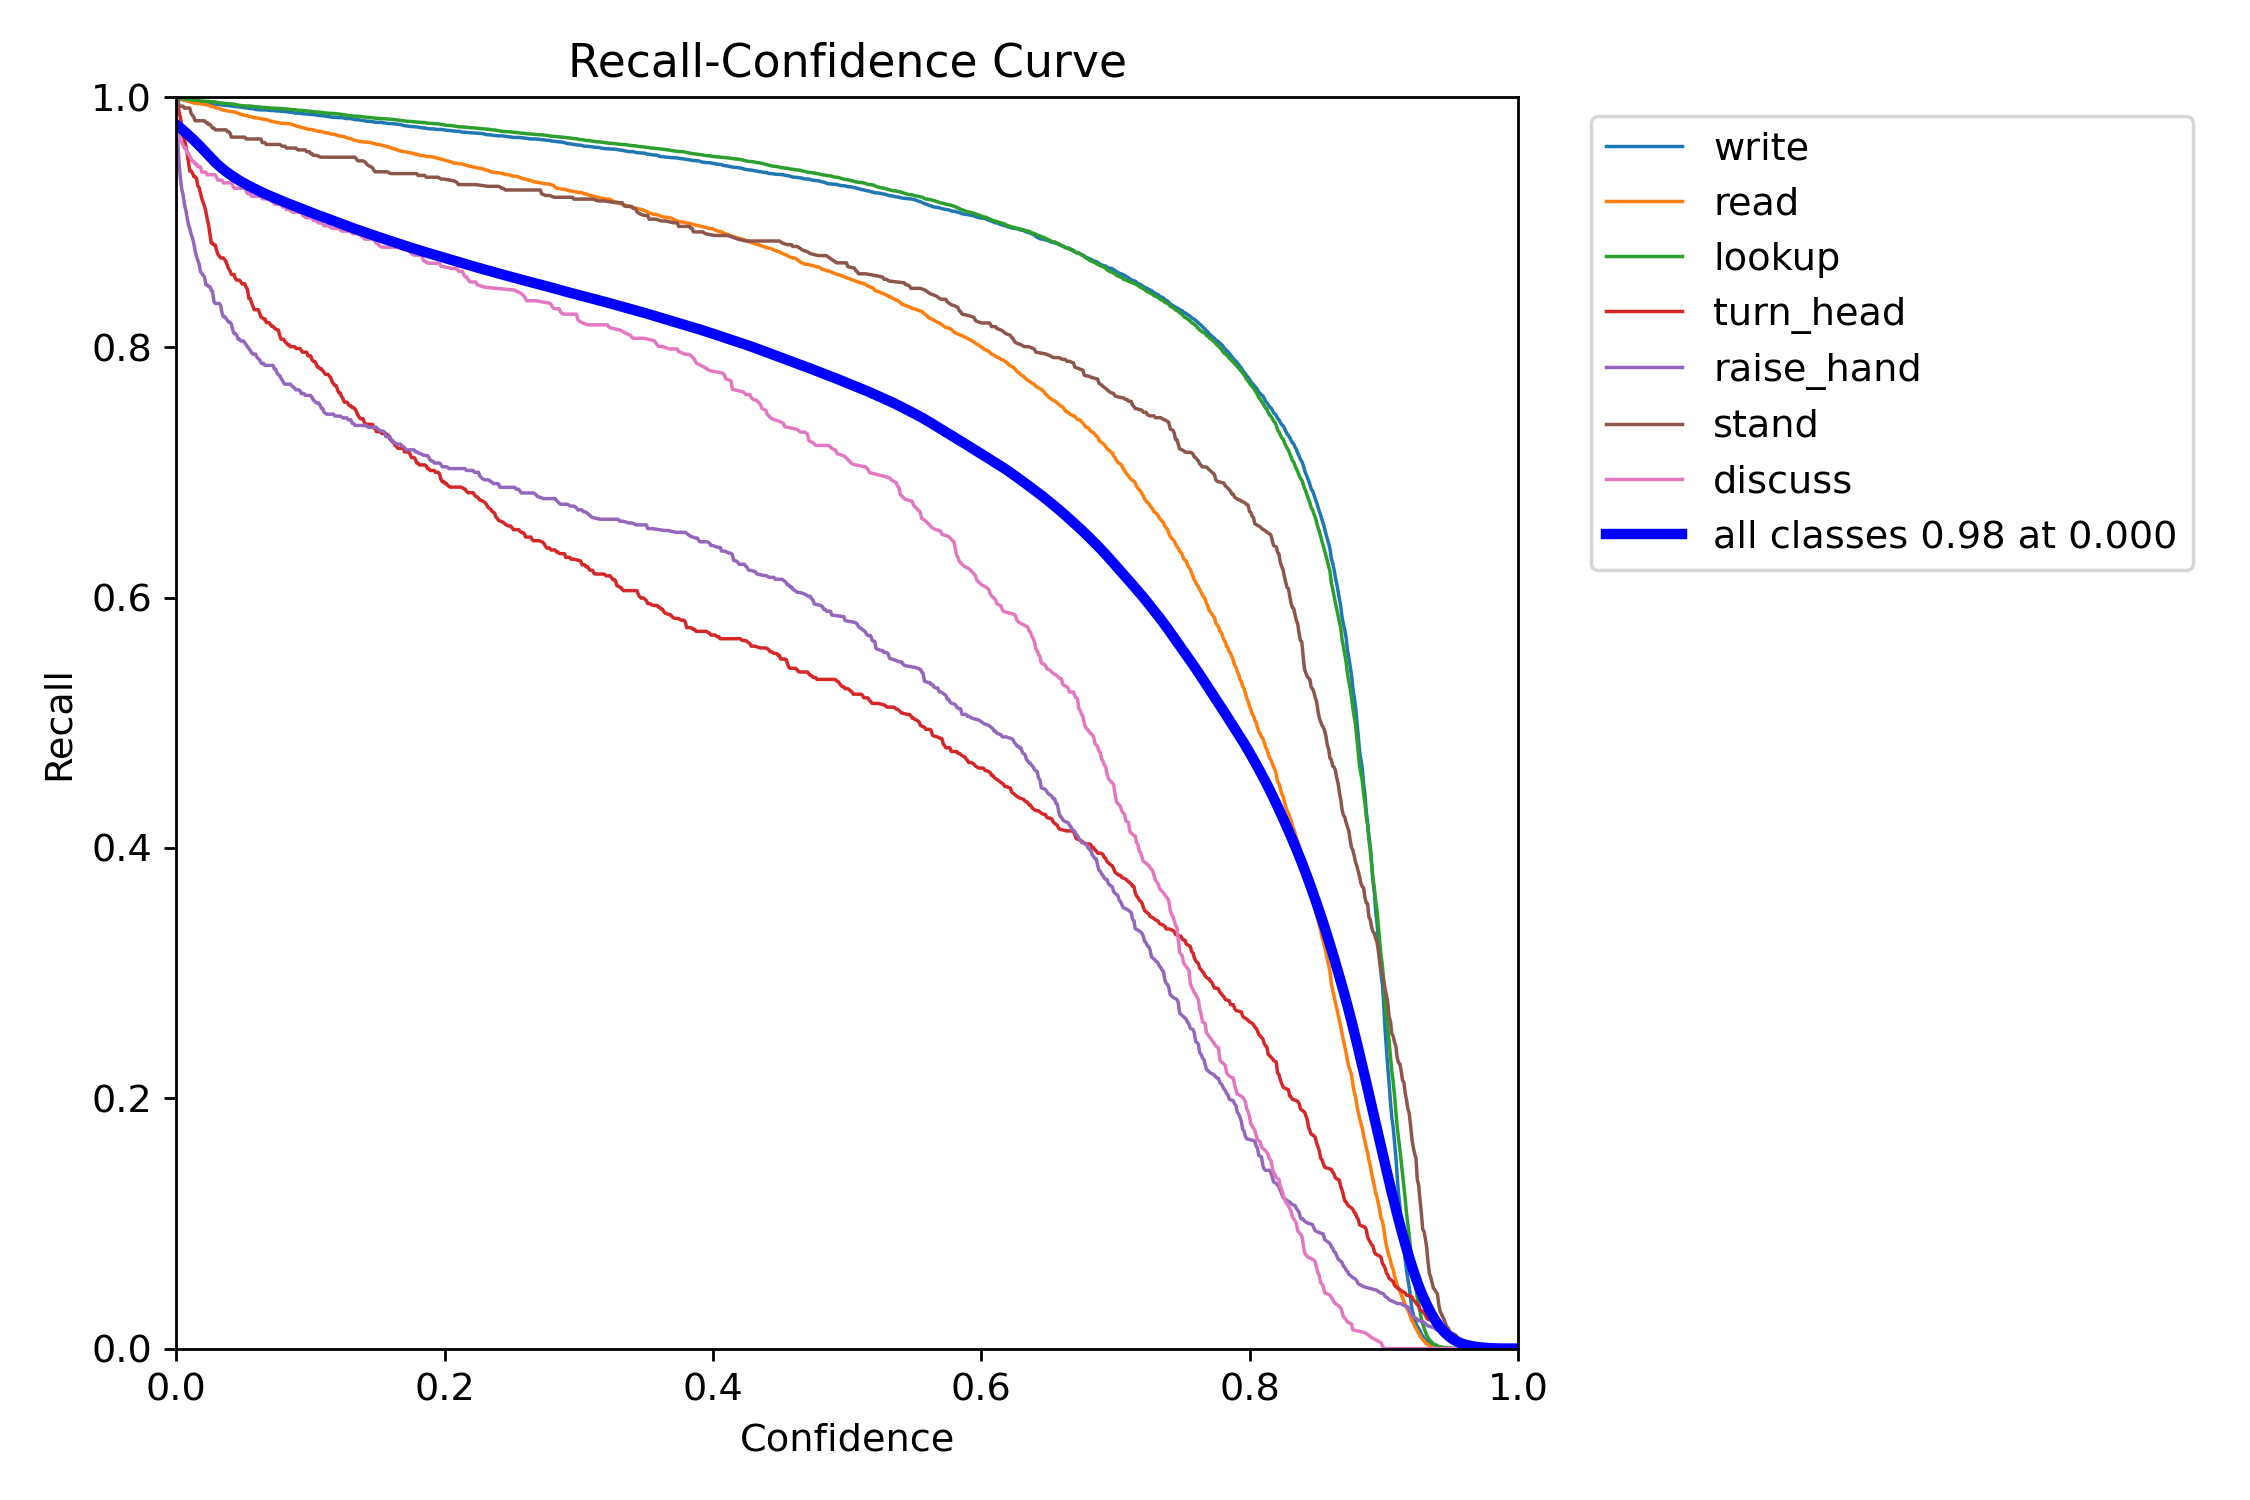 Recall-Confidence Curve
1.0
0.8
0.6
0.4
0.2
0.0
Recall
0.0 0.2 0.4 0.6 0.8 1.0
Confidence
write
read
lookup
turn_head
raise_hand
stand
discuss
all classes 0.98 at 0.000